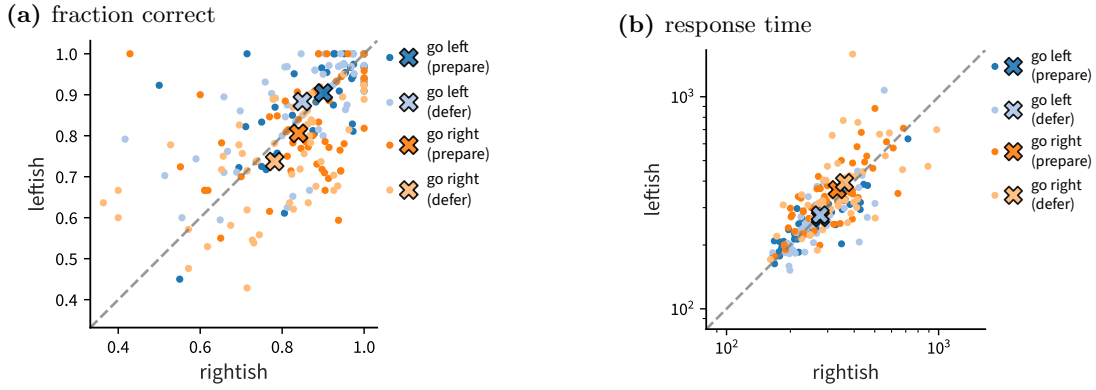 (a) fraction correct
leftish
1.0
0.9
0.8
0.7
0.6
0.5
0.4
0.4
0.6
0.8
1.0
rightish
go left
(prepare)
go left
(defer)
go right
(prepare)
go right
(defer)
(b) response time
leftish
10³
10²
10²
10³
rightish
go left
(prepare)
go left
(defer)
go right
(prepare)
go right
(defer)